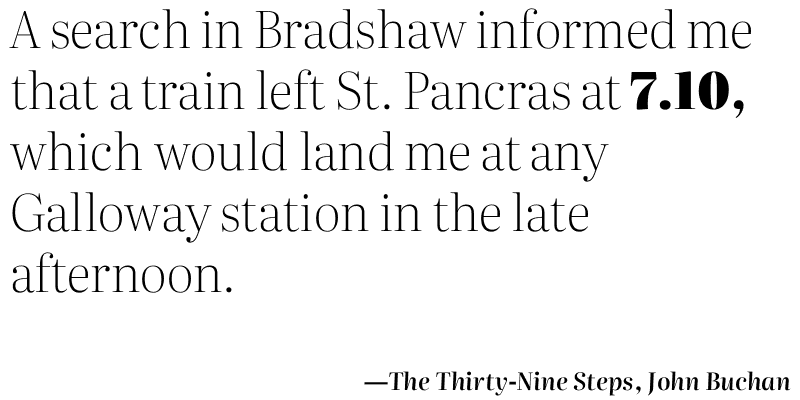 A search in Bradshaw informed me
that a train left St. Pancras at 7.10,
which would land me at any
Galloway station in the late
afternoon.
—The Thirty-Nine Steps, John Buchan